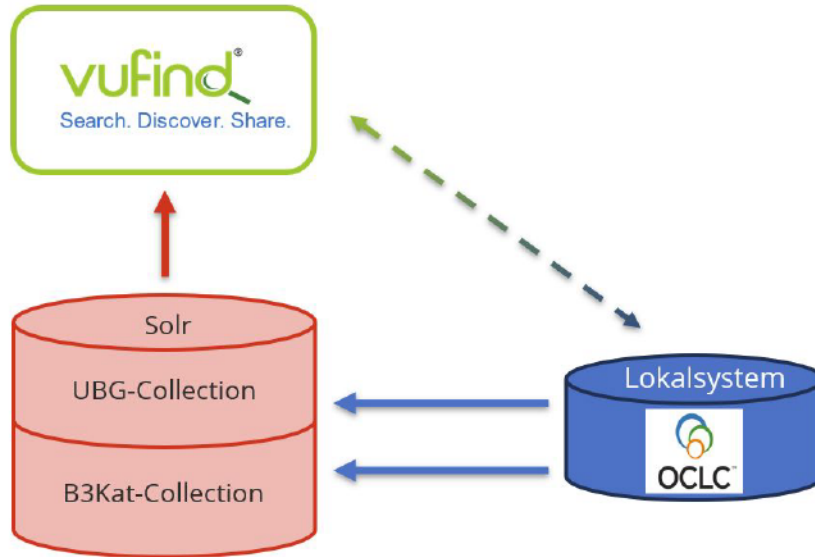 vufind®
Search. Discover. Share.
Solr
UBG-Collection
B3Kat-Collection
Lokalsystem
OCLC™